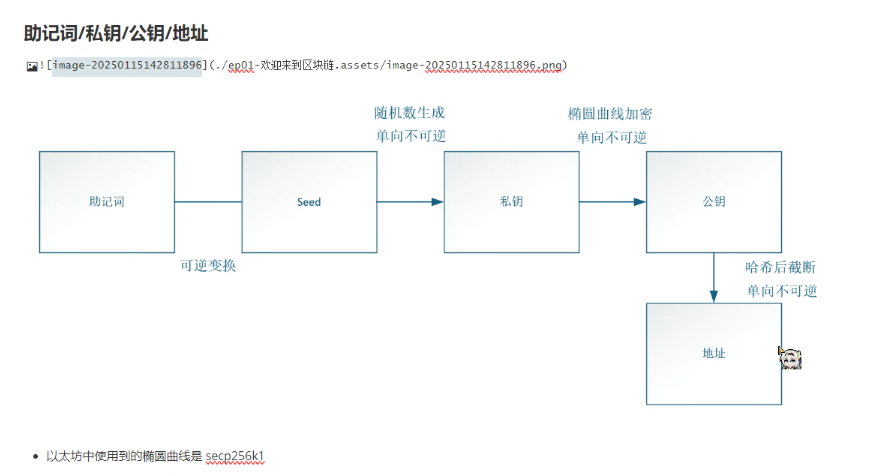 助记词/私钥/公钥/地址
![image-20250115142811896](./ep01-欢迎来到区块链.assets/image-20250115142811896.png)
随机数生成
单向不可逆
椭圆曲线加密
单向不可逆
助记词
Seed
私钥
公钥
可逆变换
哈希后截断
单向不可逆
地址
以太坊中使用到的椭圆曲线是 secp256k1